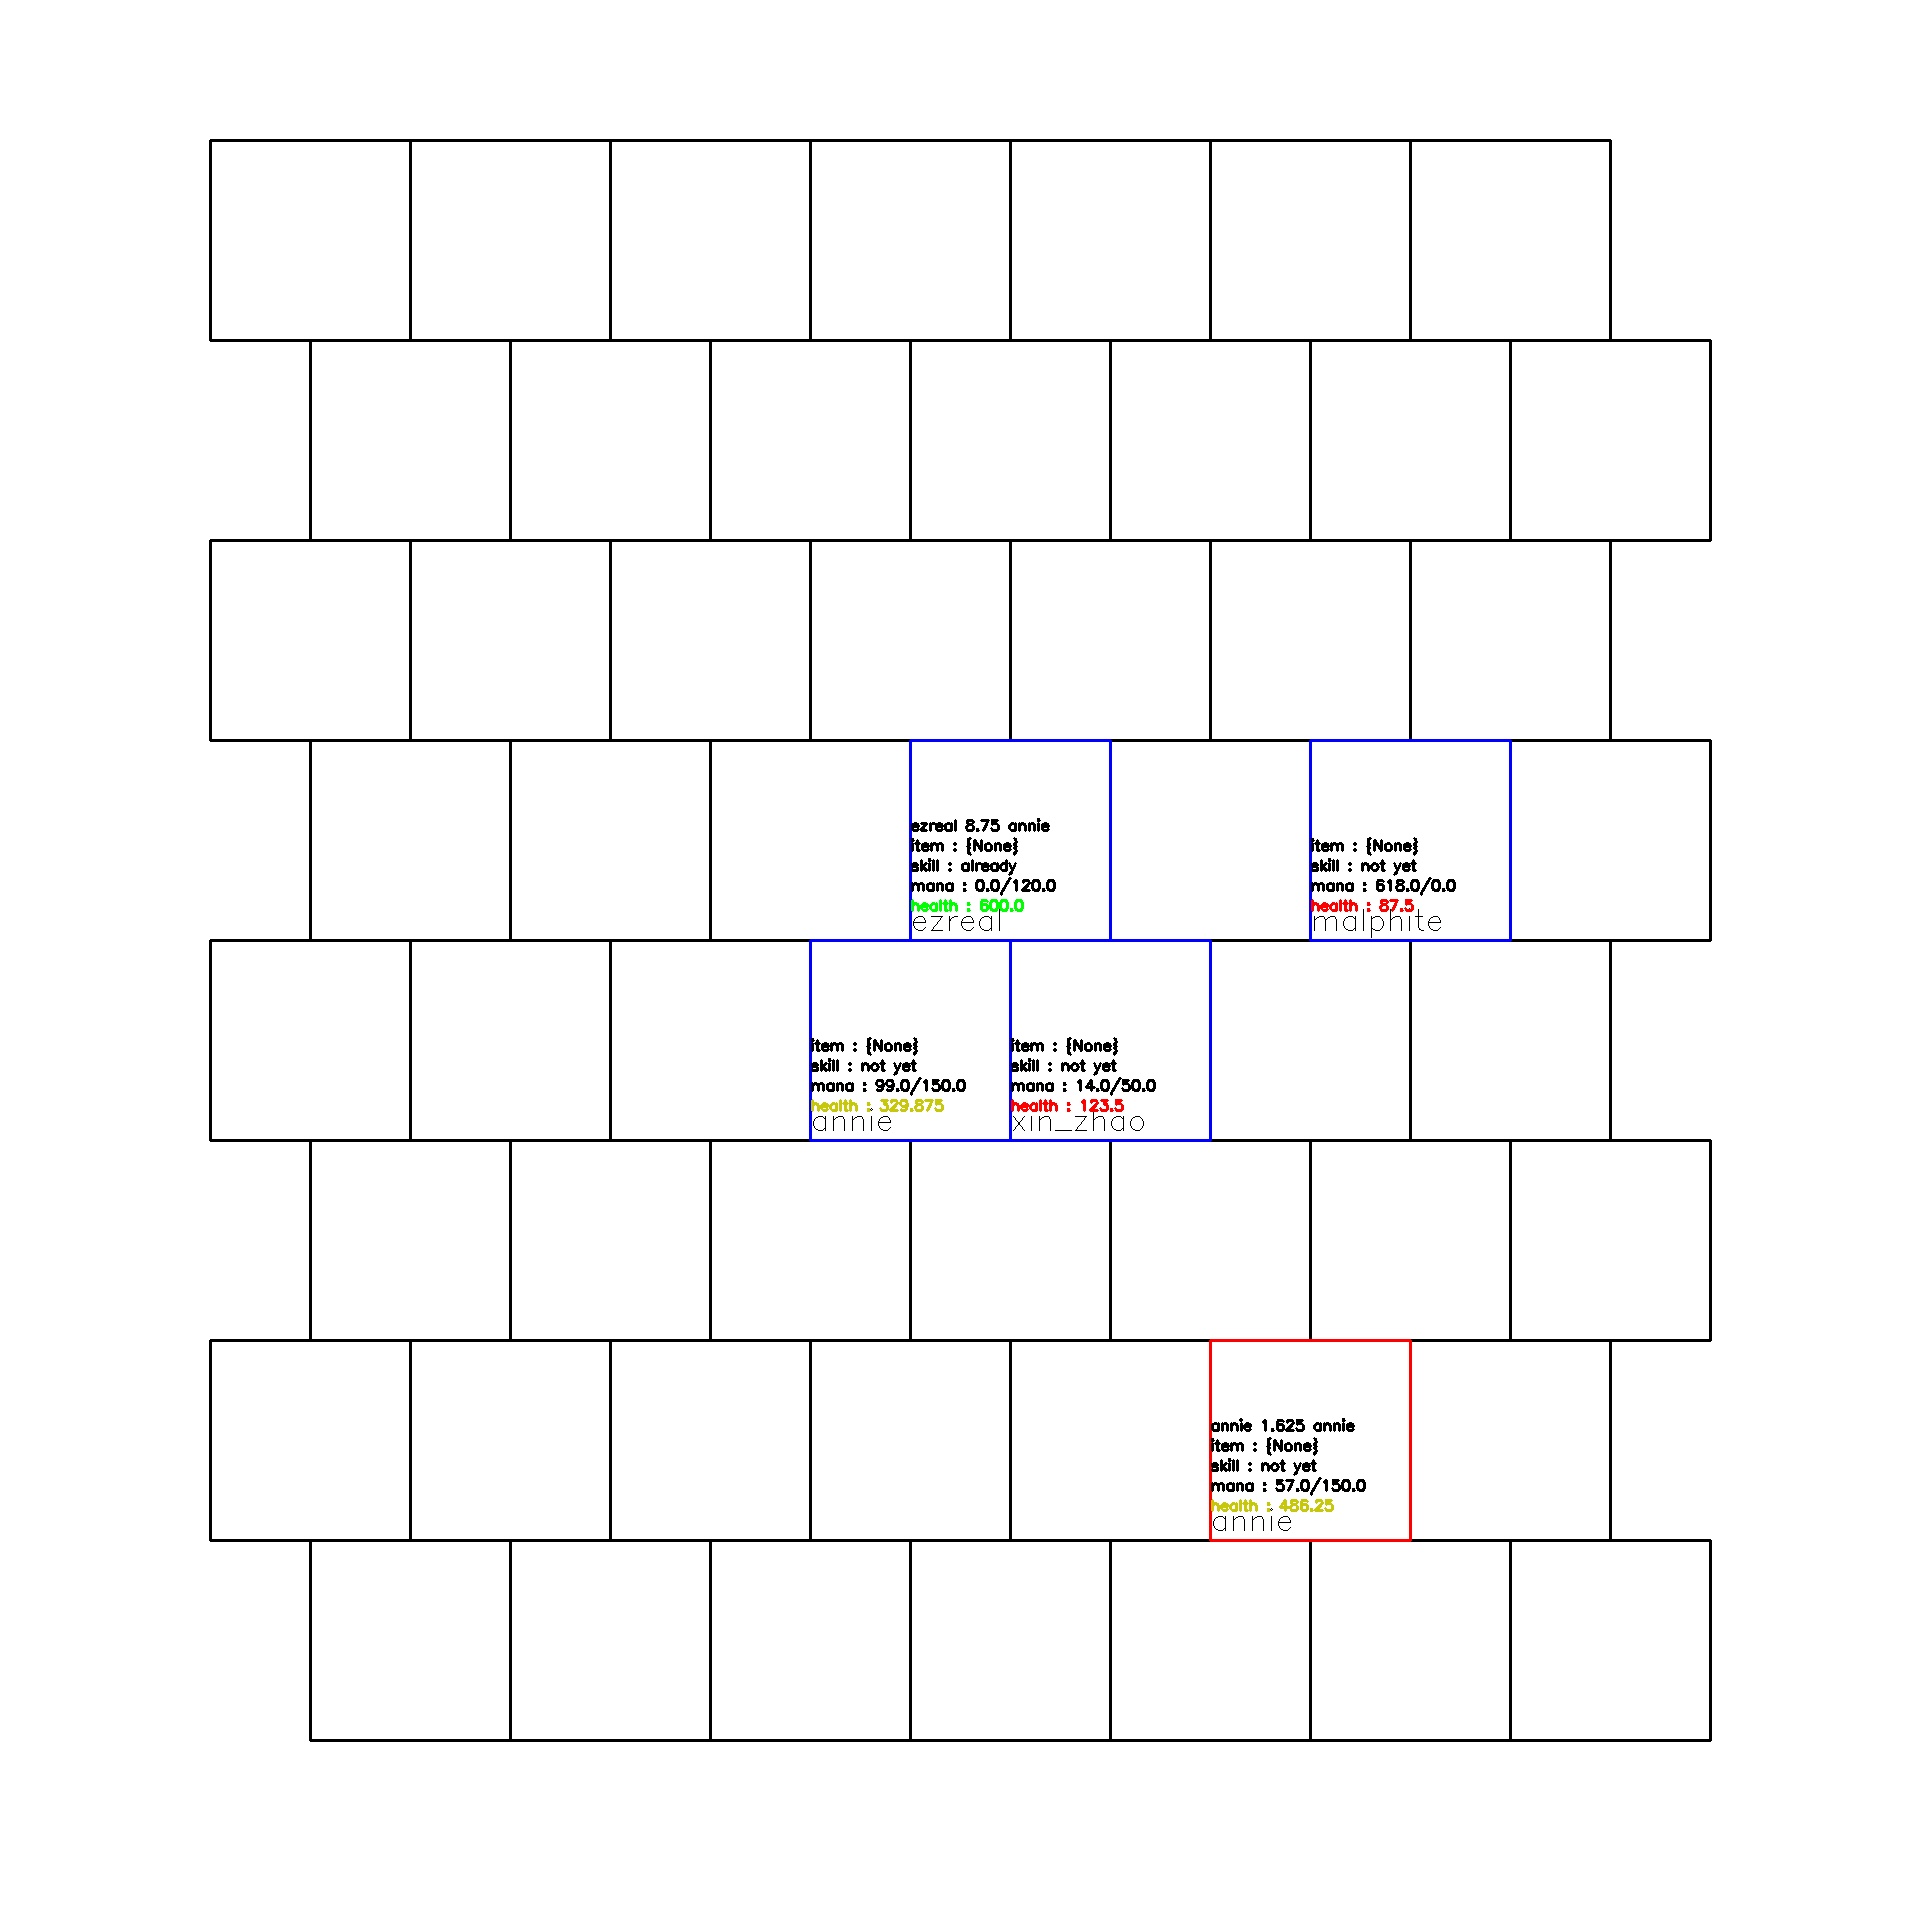 ezreal 8.75 annie
item : {None}
skill : already
mana : 0.0/120.0
health : 600.0
ezreal
item : {None}
skill : not yet
mana : 618.0/0.0
health : 87.5
malphite
item : {None}
skill : not yet
mana : 99.0/150.0
health : 329.875
annie
item : {None}
skill : not yet
mana : 14.0/50.0
health : 123.5
xin_zhao
annie 1.625 annie
item : {None}
skill : not yet
mana : 57.0/150.0
health : 486.25
annie